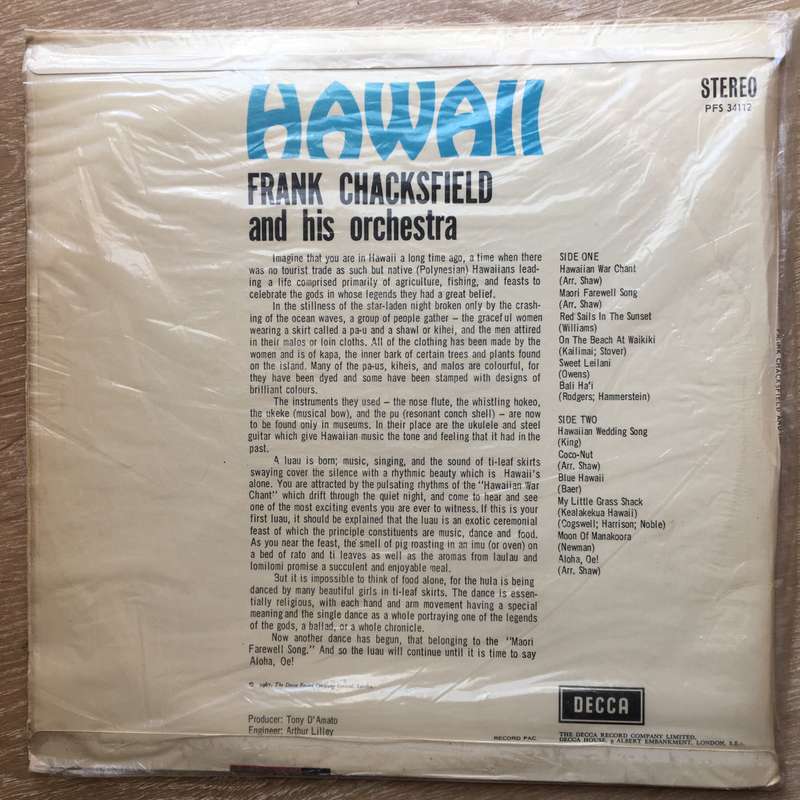 HAWAII
STEREO
PFS 34112
FRANK CHACKSFIELD
and his orchestra
Imagine that you are in Hawaii a long time ago, a time when there
was no tourist trade as such but native (Polynesian) Hawaiians lead-
ing a life comprised primarily of agriculture, fishing, and feasts to
celebrate the gods in whose legends they had a great belief.
In the stillness of the star-laden night broken only by the crash-
ing of the ocean waves, a group of people gather – the graceful women
wearing a skirt called a pa-u and a shawl or kihei, and the men attired
in their malos or loin cloths. All of the clothing has been made by the
women and is of kapa, the inner bark of certain trees and plants found
on the island. Many of the pa-us, kiheis, and malos are colourful, for
they have been dyed and some have been stamped with designs of
brilliant colours.
The instruments they used – the nose flute, the whistling hokeo,
the ukeke (musical bow), and the pu (resonant conch shell) – are now
to be found only in museums. In their place are the ukulele and steel
guitar which give Hawaiian music the tone and feeling that it had in the
past.
A luau is born; music, singing, and the sound of ti-leaf skirts
swaying cover the silence with a rhythmic beauty which is Hawaii's
alone. You are attracted by the pulsating rhythms of the "Hawaiian War
Chant" which drift through the quiet night, and come to hear and see
one of the most exciting events you are ever to witness. If this is your
first luau, it should be explained that the luau is an exotic ceremonial
feast of which the principle constituents are music, dance and food.
As you near the feast, the smell of pig roasting in an imu (or oven) on
a bed of rato and ti leaves as well as the aromas from laulau and
lomilomi promise a succulent and enjoyable meal.
But it is impossible to think of food alone, for the hula is being
danced by many beautiful girls in ti-leaf skirts. The dance is essen-
tially religious, with each hand and arm movement having a special
meaning and the single dance as a whole portraying one of the legends
of the gods, a ballad, or a whole chronicle.
Now another dance has begun, that belonging to the "Maori
Farewell Song." And so the luau will continue until it is time to say
Aloha, Oe!
© 1967, The Decca Record Company Limited, London.
Producer: Tony D'Amato
Engineer: Arthur Lilley
SIDE ONE
Hawaiian War Chant
(Arr. Shaw)
Maori Farewell Song
(Arr. Shaw)
Red Sails In The Sunset
(Williams)
On The Beach At Waikiki
(Kailimai; Stover)
Sweet Leilani
(Owens)
Bali Ha'i
(Rodgers; Hammerstein)
SIDE TWO
Hawaiian Wedding Song
(King)
Coco-Nut
(Arr. Shaw)
Blue Hawaii
(Baer)
My Little Grass Shack
(Kealakekua Hawaii)
(Cogswell; Harrison; Noble)
Moon Of Manakoora
(Newman)
Aloha, Oe!
(Arr. Shaw)
DECCA
RECORD PAC
THE DECCA RECORD COMPANY LIMITED,
DECCA HOUSE, 9 ALBERT EMBANKMENT, LONDON, S.E.
FRANK CHACKSFIELD AND